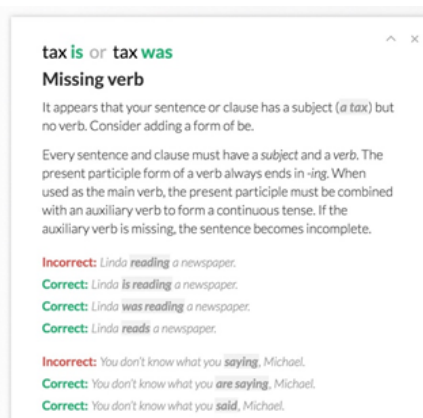 tax is or tax was
Missing verb
It appears that your sentence or clause has a subject (a tax) but
no verb. Consider adding a form of be.
Every sentence and clause must have a subject and a verb. The
present participle form of a verb always ends in -ing. When
used as the main verb, the present participle must be combined
with an auxiliary verb to form a continuous tense. If the
auxiliary verb is missing, the sentence becomes incomplete.
Incorrect: Linda reading a newspaper.
Correct: Linda is reading a newspaper.
Correct: Linda was reading a newspaper.
Correct: Linda reads a newspaper.
Incorrect: You don't know what you saying, Michael.
Correct: You don't know what you are saying, Michael.
Correct: You don't know what you said, Michael.